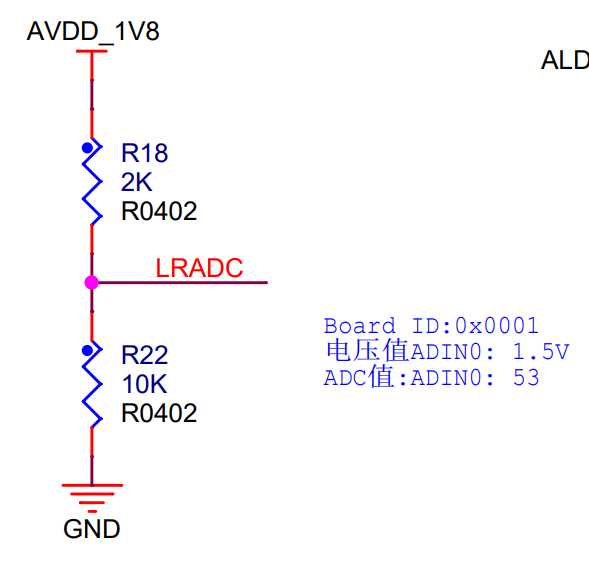 AVDD_1V8
ALD
R18
2K
R0402
LRADC
Board ID:0x0001
电压值ADIN0: 1.5V
ADC值:ADIN0: 53
R22
10K
R0402
GND